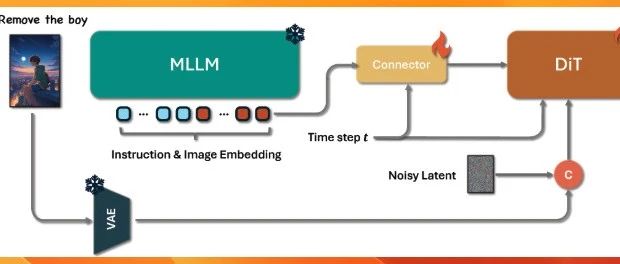 Remove the boy
MLLM
Connector
DiT
...
...
Time step t
Instruction & Image Embedding
Noisy Latent
C
VAE